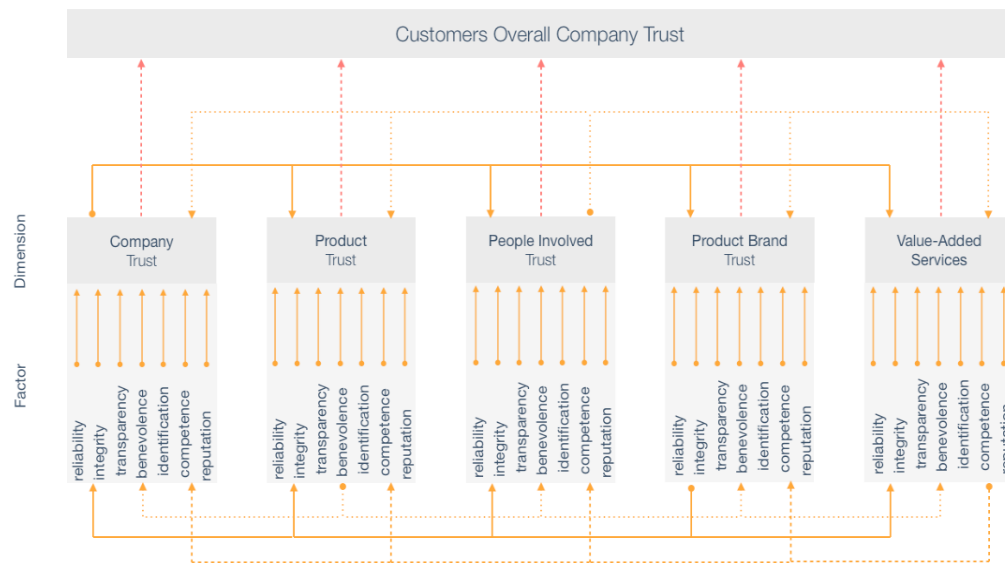 Customers Overall Company Trust
Dimension
Company
Trust
Product
Trust
People Involved
Trust
Product Brand
Trust
Value-Added
Services
Factor
reliability
integrity
transparency
benevolence
identification
competence
reputation
reliability
integrity
transparency
benevolence
identification
competence
reputation
reliability
integrity
transparency
benevolence
identification
competence
reputation
reliability
integrity
transparency
benevolence
identification
competence
reputation
reliability
integrity
transparency
benevolence
identification
competence
reputation